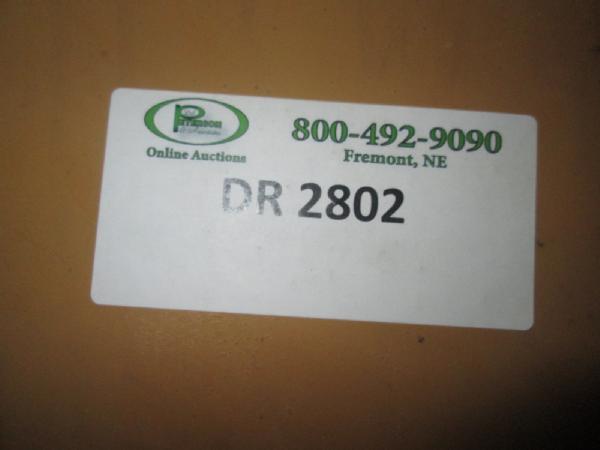 800-492-9090
Online Auctions
Fremont, NE
DR 2802